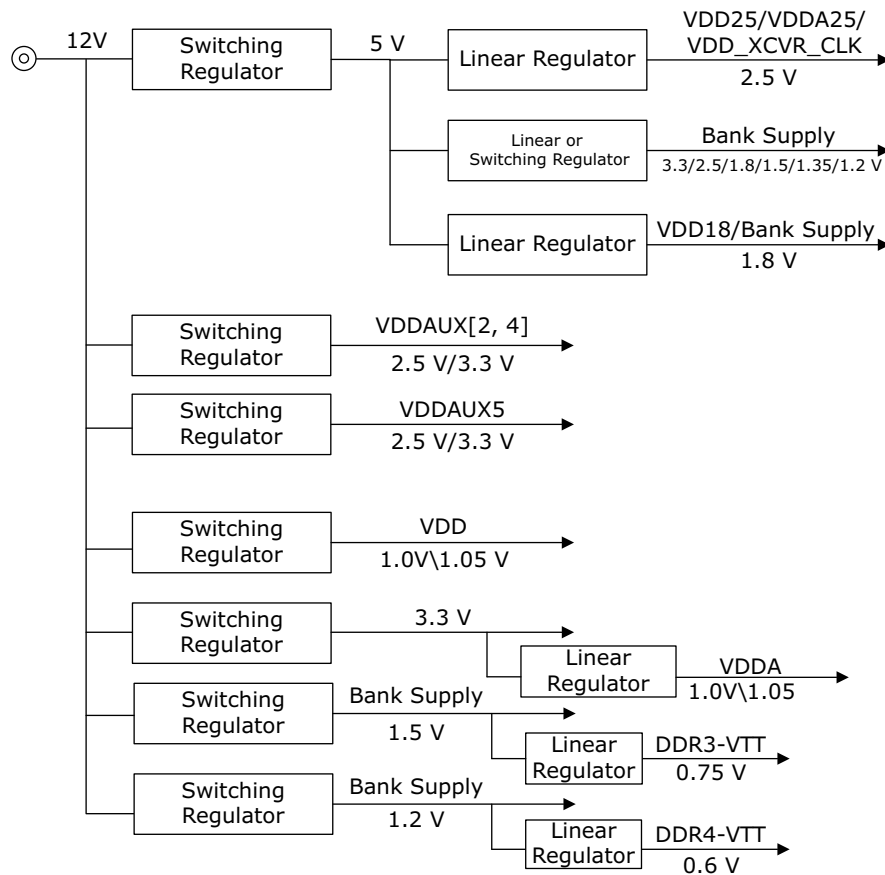 12V
Switching
Regulator
5 V
Linear Regulator
VDD25/VDDA25/
VDD_XCVR_CLK
2.5 V
Linear or
Switching Regulator
Bank Supply
3.3/2.5/1.8/1.5/1.35/1.2 V
Linear Regulator
VDD18/Bank Supply
1.8 V
Switching
Regulator
VDDAUX[2, 4]
2.5 V/3.3 V
Switching
Regulator
VDDAUX5
2.5 V/3.3 V
Switching
Regulator
VDD
1.0V\1.05 V
Switching
Regulator
3.3 V
Linear
Regulator
VDDA
1.0V\1.05
Switching
Regulator
Bank Supply
1.5 V
Linear
Regulator
DDR3-VTT
0.75 V
Switching
Regulator
Bank Supply
1.2 V
Linear
Regulator
DDR4-VTT
0.6 V